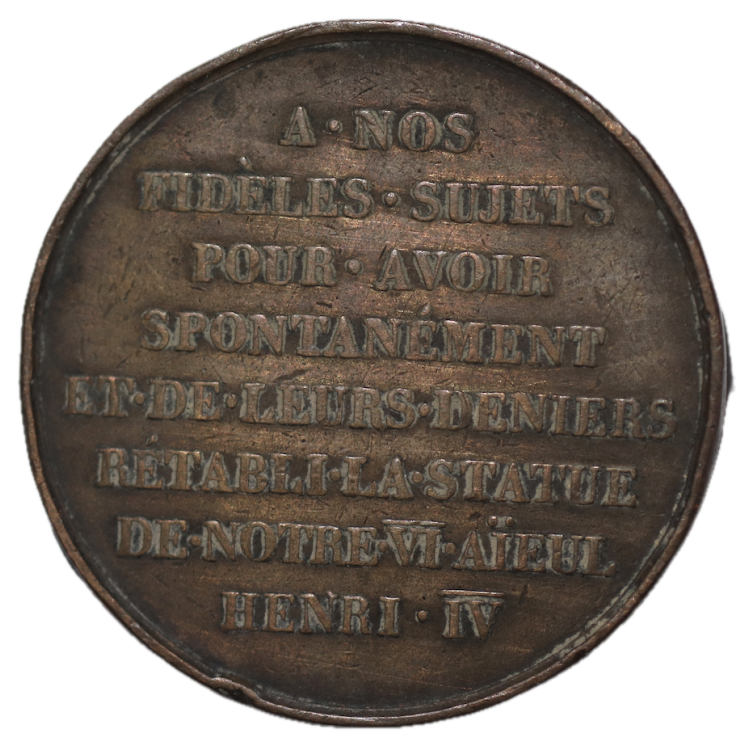 A·NOS
FIDÈLES·SUJETS
POUR·AVOIR
SPONTANÉMENT
ET·DE·LEURS·DENIERS
RÉTABLI·LA·STATUE
DE·NOTRE·VI·AÏEUL
HENRI·IV